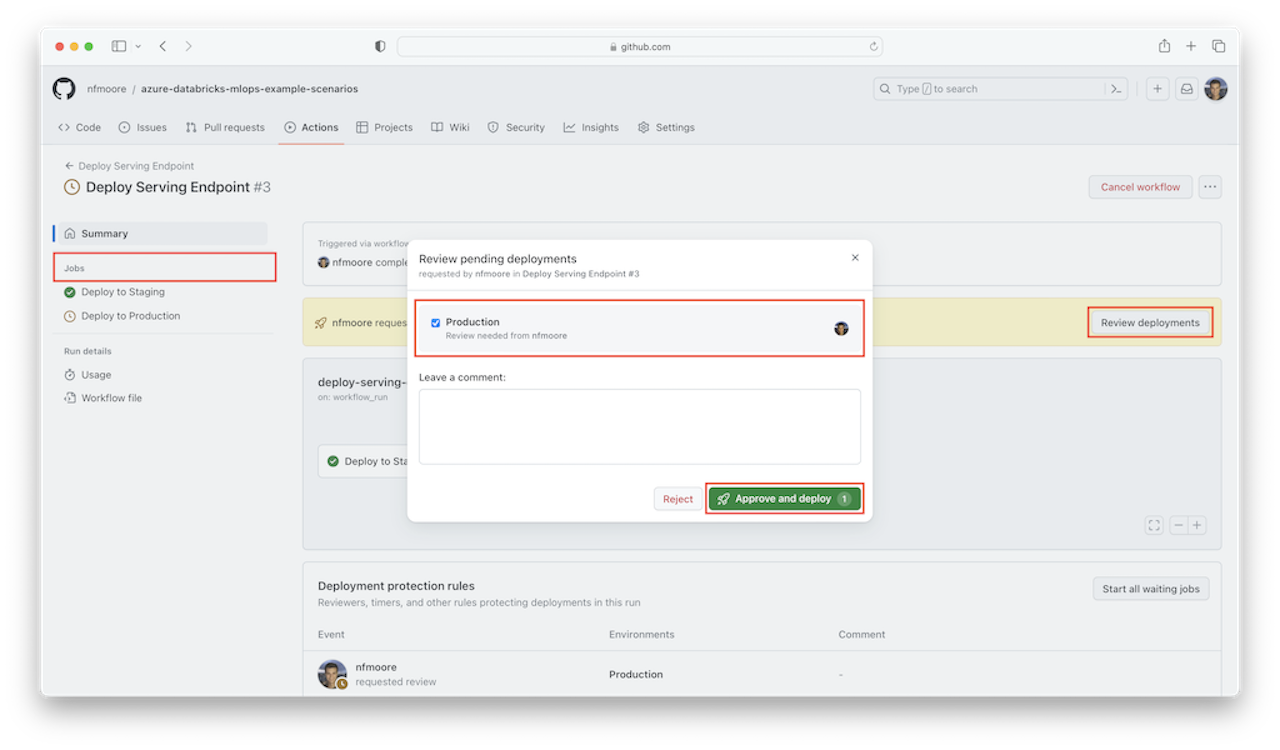 github.com
nfmoore / azure-databricks-mlops-example-scenarios
Type / to search
Code Issues Pull requests Actions Projects Wiki Security Insights Settings
Deploy Serving Endpoint
Deploy Serving Endpoint #3
Cancel workflow
Summary
Jobs
Deploy to Staging
Deploy to Production
Run details
Usage
Workflow file
Triggered via workflow
nfmoore comple
nfmoore reques
Review deployments
deploy-serving-
on: workflow_run
Deploy to Sta
Review pending deployments
requested by nfmoore in Deploy Serving Endpoint #3
Production
Review needed from nfmoore
Leave a comment:
Reject
Approve and deploy 1
Deployment protection rules
Reviewers, timers, and other rules protecting deployments in this run
Start all waiting jobs
Event Environments Comment
nfmoore
requested review
Production
-